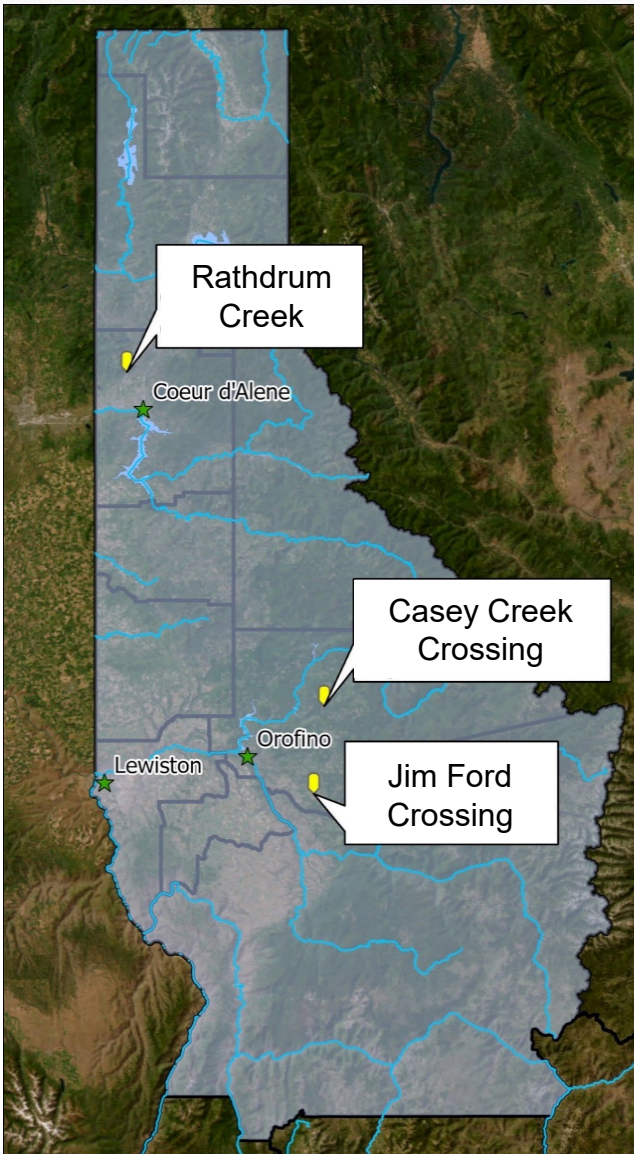 Rathdrum
Creek
Coeur d'Alene
Casey Creek
Crossing
Orofino
Lewiston
Jim Ford
Crossing